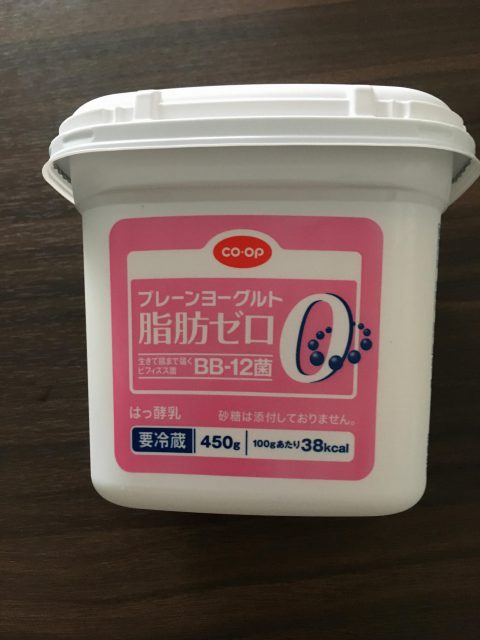 CO・OP
プレーンヨーグルト
脂肪ゼロ 0
生きて腸まで届く
ビフィズス菌 BB-12菌
はっ酵乳 砂糖は添付しておりません。
要冷蔵 450g 100gあたり38kcal